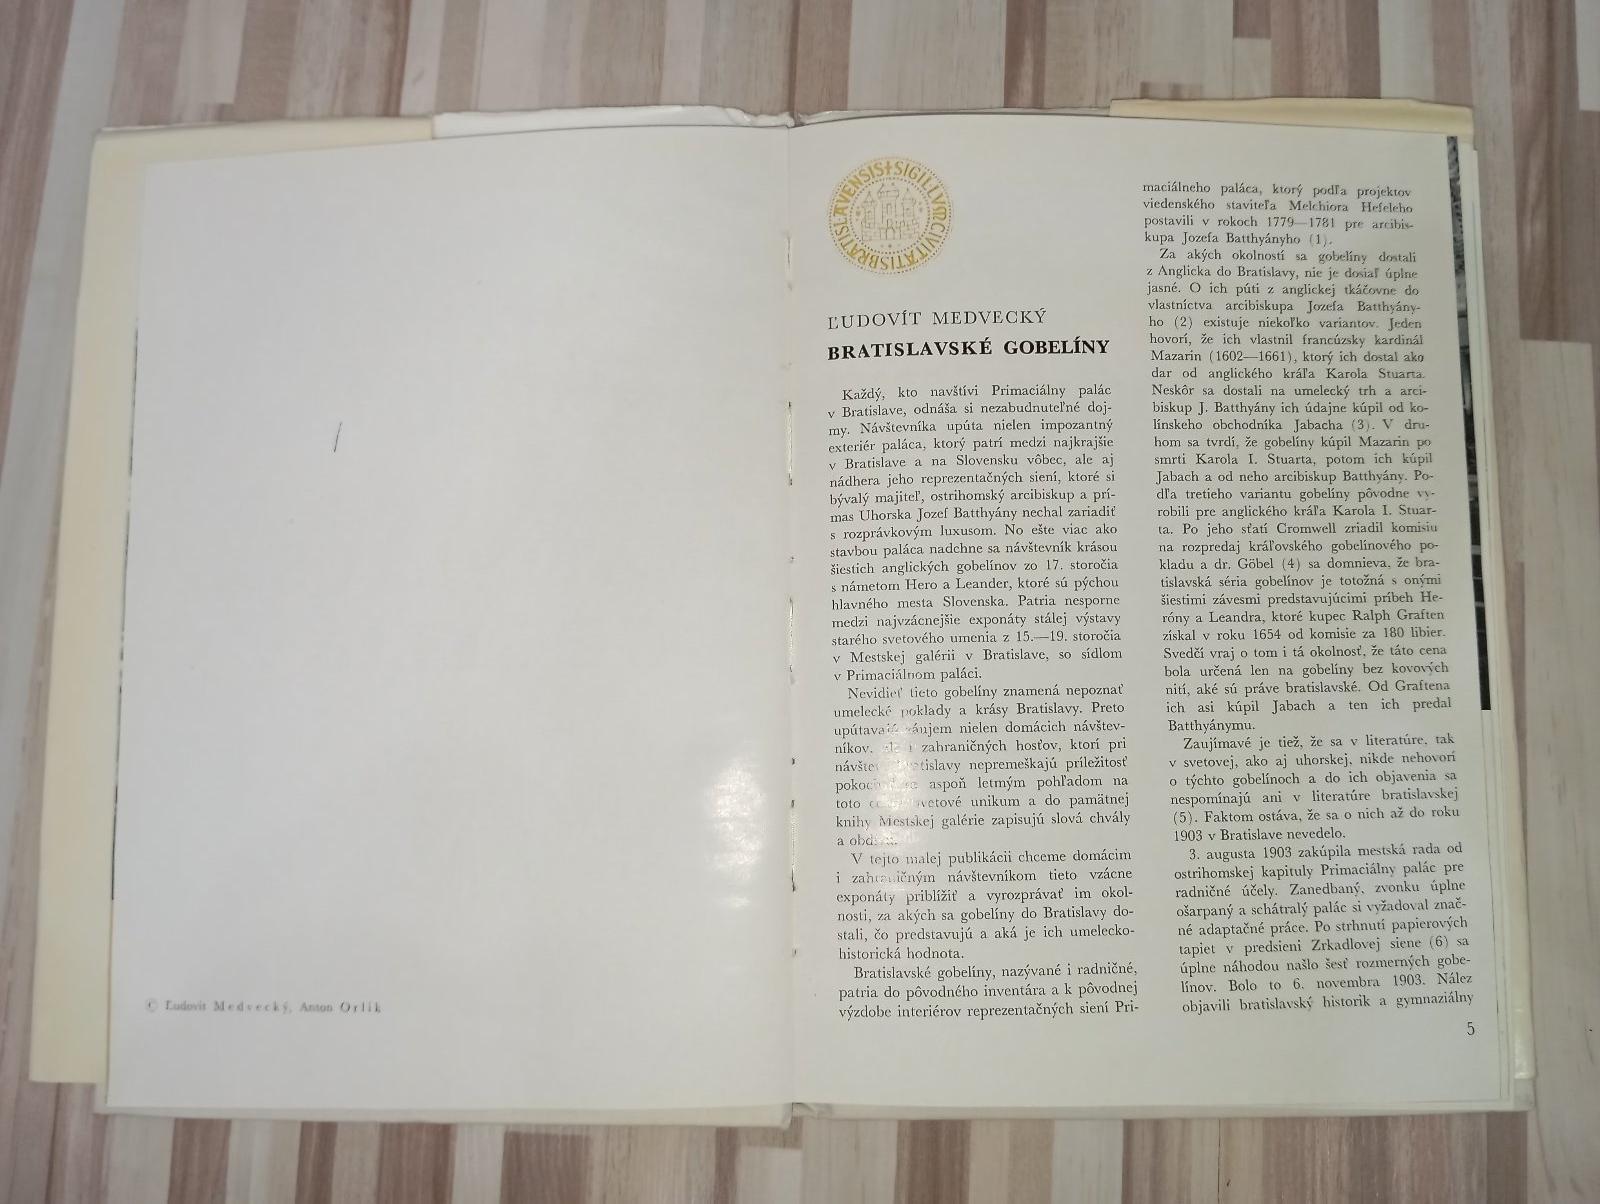 © Ľudovít Medvecký, Anton Orlík
SIGILLVM CIVITATIS BRATISLAVENSIS
ĽUDOVÍT MEDVECKÝ
BRATISLAVSKÉ GOBELÍNY
Každý, kto navštívi Primaciálny palác
v Bratislave, odnáša si nezabudnuteľné doj-
my. Návštevníka upúta nielen impozantný
exteriér paláca, ktorý patrí medzi najkrajšie
v Bratislave a na Slovensku vôbec, ale aj
nádhera jeho reprezentačných siení, ktoré si
bývalý majiteľ, ostrihomský arcibiskup a prí-
mas Uhorska Jozef Batthyány nechal zariadiť
s rozprávkovým luxusom. No ešte viac ako
stavbou paláca nadchne sa návštevník krásou
šiestich anglických gobelínov zo 17. storočia
s námetom Hero a Leander, ktoré sú pýchou
hlavného mesta Slovenska. Patria nesporne
medzi najvzácnejšie exponáty stálej výstavy
starého svetového umenia z 15.—19. storočia
v Mestskej galérii v Bratislave, so sídlom
v Primaciálnom paláci.
Nevidieť tieto gobelíny znamená nepoznať
umelecké poklady a krásy Bratislavy. Preto
upútavajú záujem nielen domácich návštev-
níkov, ale i zahraničných hosťov, ktorí pri
Bratislavy nepremeškajú príležitosť
aspoň letmým pohľadom na
toto svetové unikum a do pamätnej
knihy Mestskej galérie zapisujú slová chvály
a
V tejto malej publikácii chceme domácim
i zahraničným návštevníkom tieto vzácne
exponáty priblížiť a vyrozprávať im okol-
nosti, za akých sa gobelíny do Bratislavy do-
stali, čo predstavujú a aká je ich umelecko-
historická hodnota.
Bratislavské gobelíny, nazývané i radničné,
patria do pôvodného inventára a k pôvodnej
výzdobe interiérov reprezentačných siení Pri-
maciálneho paláca, ktorý podľa projektov
viedenského staviteľa Melchiora Hefeleho
postavili v rokoch 1779—1781 pre arcibis-
kupa Jozefa Batthyányho (1).
Za akých okolností sa gobelíny dostali
z Anglicka do Bratislavy, nie je dosiaľ úplne
jasné. O ich púti z anglickej tkáčovne do
vlastníctva arcibiskupa Jozefa Batthyány-
ho (2) existuje niekoľko variantov. Jeden
hovorí, že ich vlastnil francúzsky kardinál
Mazarin (1602—1661), ktorý ich dostal ako
dar od anglického kráľa Karola Stuarta.
Neskôr sa dostali na umelecký trh a arci-
biskup J. Batthyány ich údajne kúpil od ko-
línskeho obchodníka Jabacha (3). V dru-
hom sa tvrdí, že gobelíny kúpil Mazarin po
smrti Karola I. Stuarta, potom ich kúpil
Jabach a od neho arcibiskup Batthyány. Po-
dľa tretieho variantu gobelíny pôvodne vy-
robili pre anglického kráľa Karola I. Stuar-
ta. Po jeho sťatí Cromwell zriadil komisiu
na rozpredaj kráľovského gobelínového po-
kladu a dr. Göbel (4) sa domnieva, že bra-
tislavská séria gobelínov je totožná s onými
šiestimi závesmi predstavujúcimi príbeh He-
róny a Leandra, ktoré kupec Ralph Graften
získal v roku 1654 od komisie za 180 libier.
Svedčí vraj o tom i tá okolnosť, že táto cena
bola určená len na gobelíny bez kovových
nití, aké sú práve bratislavské. Od Graftena
ich asi kúpil Jabach a ten ich predal
Batthyánymu.
Zaujímavé je tiež, že sa v literatúre, tak
v svetovej, ako aj uhorskej, nikde nehovorí
o týchto gobelínoch a do ich objavenia sa
nespomínajú ani v literatúre bratislavskej
(5). Faktom ostáva, že sa o nich až do roku
1903 v Bratislave nevedelo.
3. augusta 1903 zakúpila mestská rada od
ostrihomskej kapituly Primaciálny palác pre
radničné účely. Zanedbaný, zvonku úplne
ošarpaný a schátralý palác si vyžadoval znač-
né adaptačné práce. Po strhnutí papierových
tapiet v predsieni Zrkadlovej siene (6) sa
úplne náhodou našlo šesť rozmerných gobe-
línov. Bolo to 6. novembra 1903. Nález
objavili bratislavský historik a gymnaziálny
5